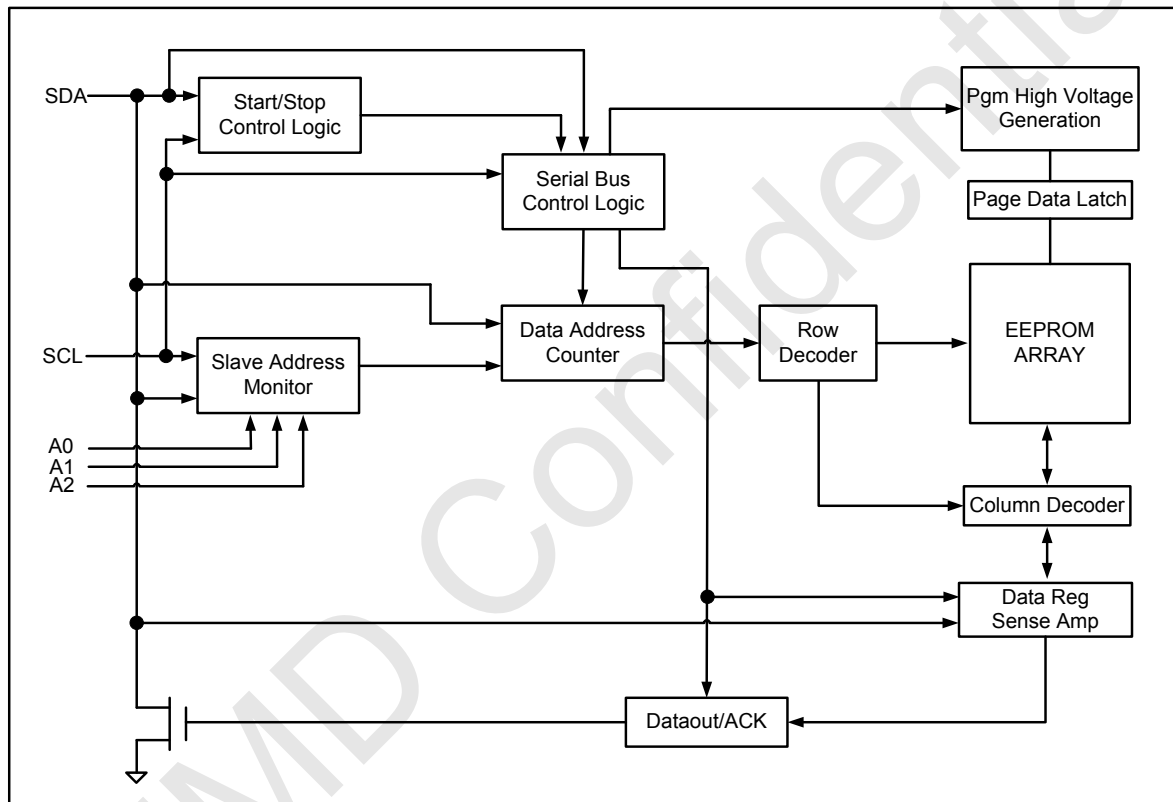 SDA
Start/Stop
Control Logic
Pgm High Voltage
Generation
Serial Bus
Control Logic
Page Data Latch
SCL
Slave Address
Monitor
Data Address
Counter
Row
Decoder
EEPROM
ARRAY
A0
A1
A2
Column Decoder
Data Reg
Sense Amp
Dataout/ACK
MD Confidential